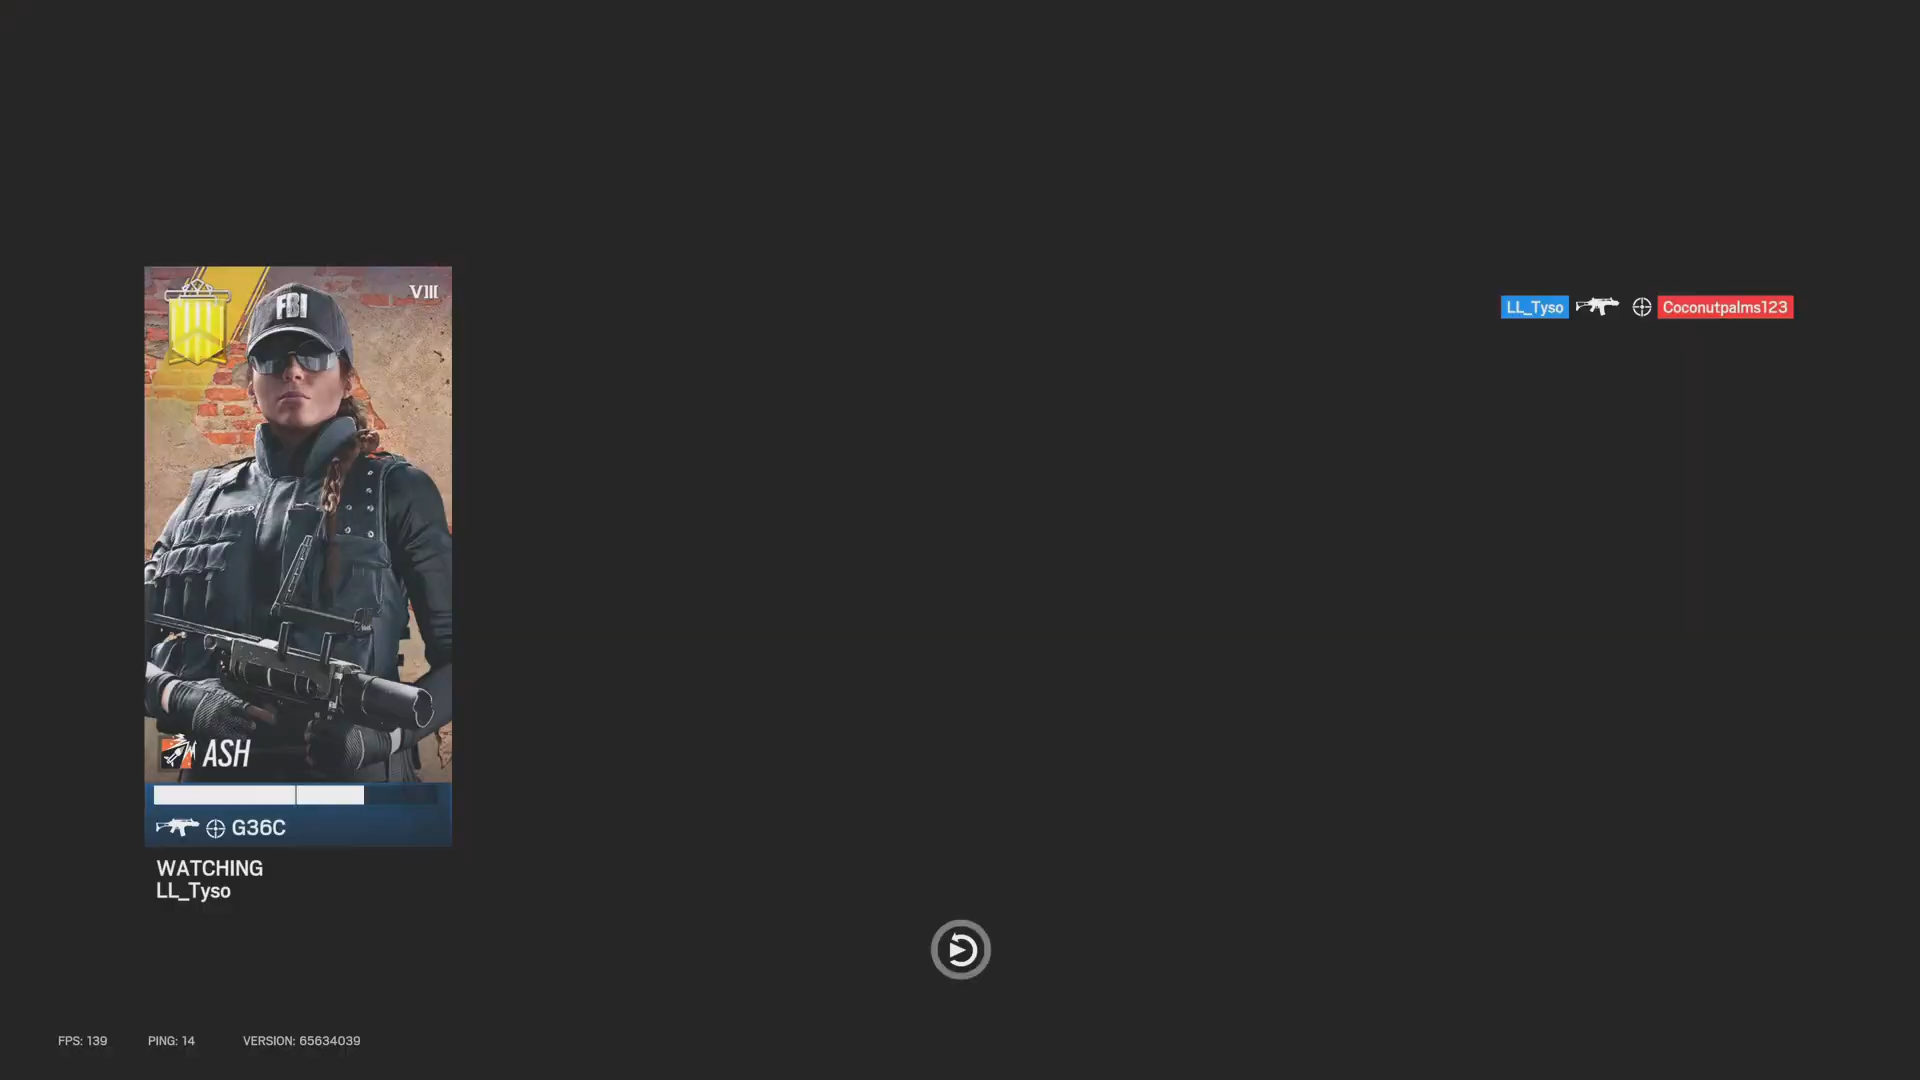 FBI
VIII
LL_Tyso Coconutpalms123
ASH
G36C
WATCHING
LL_Tyso
FPS: 139 PING: 14 VERSION: 65634039